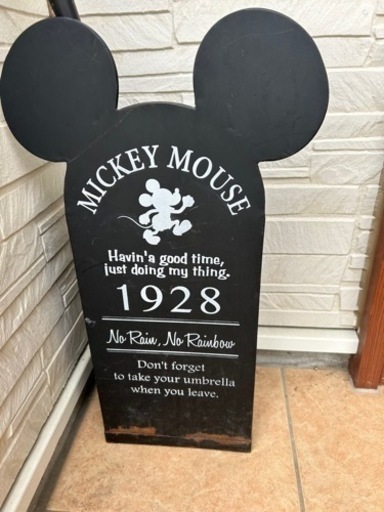 MICKEY MOUSE
Havin'a good time,
just doing my thing.
1928
No Rain, No Rainbow
Don't forget
to take your umbrella
when you leave.